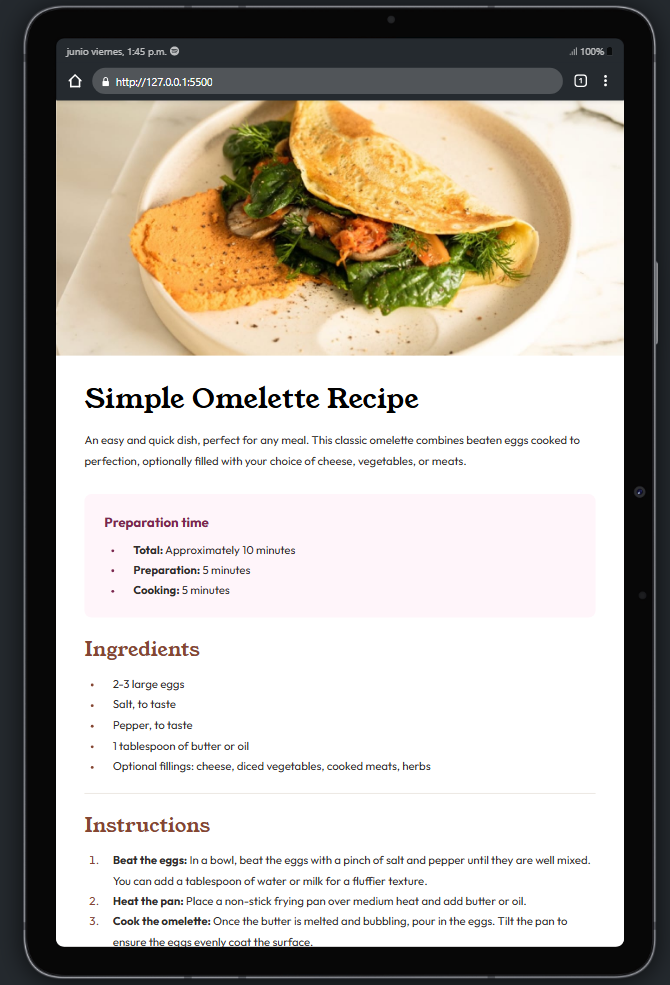 junio viernes, 1:45 p.m.
100%
http://127.0.0.1:5500
1
Simple Omelette Recipe
An easy and quick dish, perfect for any meal. This classic omelette combines beaten eggs cooked to
perfection, optionally filled with your choice of cheese, vegetables, or meats.
Preparation time
• Total: Approximately 10 minutes
• Preparation: 5 minutes
• Cooking: 5 minutes
Ingredients
• 2-3 large eggs
• Salt, to taste
• Pepper, to taste
• 1 tablespoon of butter or oil
• Optional fillings: cheese, diced vegetables, cooked meats, herbs
Instructions
1. Beat the eggs: In a bowl, beat the eggs with a pinch of salt and pepper until they are well mixed.
You can add a tablespoon of water or milk for a fluffier texture.
2. Heat the pan: Place a non-stick frying pan over medium heat and add butter or oil.
3. Cook the omelette: Once the butter is melted and bubbling, pour in the eggs. Tilt the pan to
ensure the eggs evenly coat the surface.